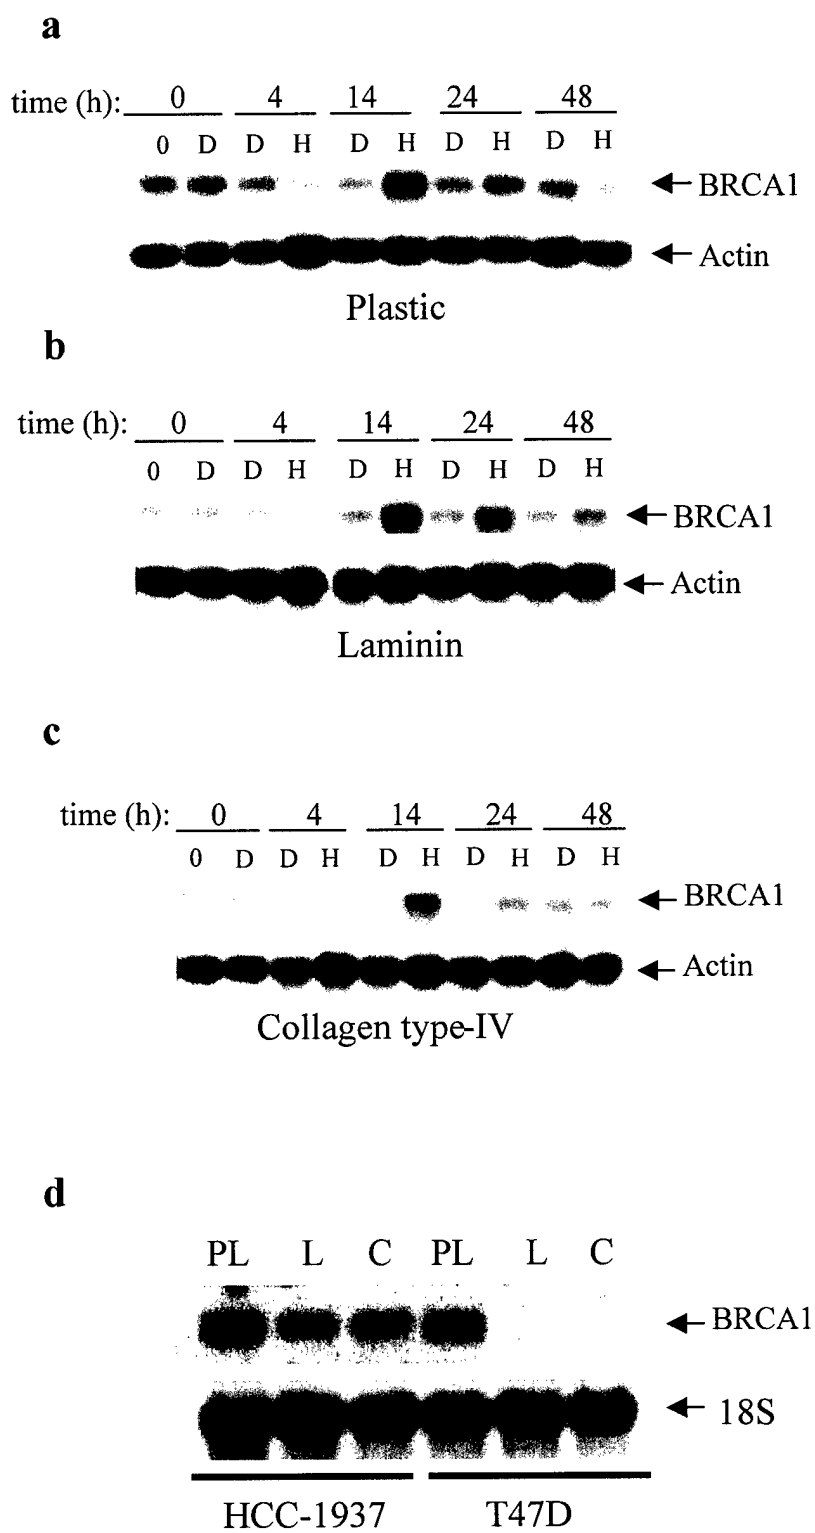 a
time (h): 0 4 14 24 48
0 D D H D H D H D H
BRCA1
Actin
Plastic
b
time (h): 0 4 14 24 48
0 D D H D H D H D H
BRCA1
Actin
Laminin
c
time (h): 0 4 14 24 48
0 D D H D H D H D H
BRCA1
Actin
Collagen type-IV
d
PL L C PL L C
BRCA1
18S
HCC-1937 T47D